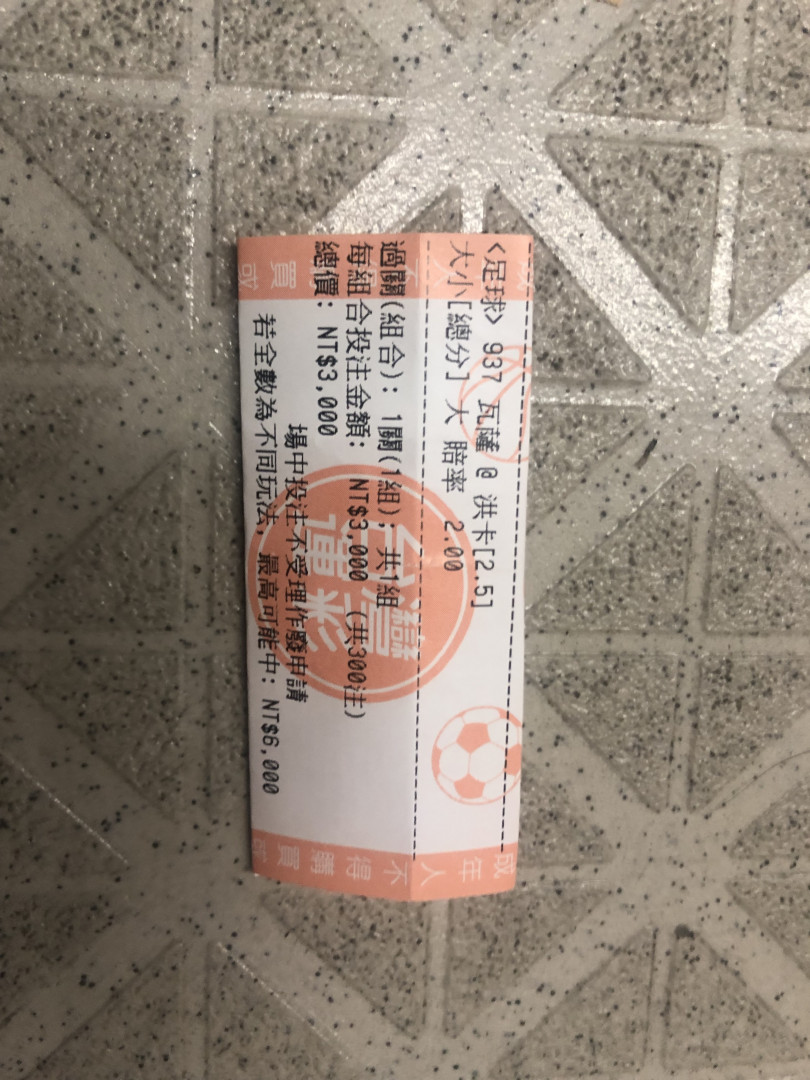 <足球> 937 瓦薩 @ 洪卡[2.5]
大小[總分] 大 賠率 2.00
過關(組合): 1關(1組); 共1組
每組合投注金額: NT$3,000 (共300注)
總價: NT$3,000
場中投注不受理作廢申請
若全數為不同玩法, 最高可能中: NT$6,000
台灣
運彩
成年人不得購買或